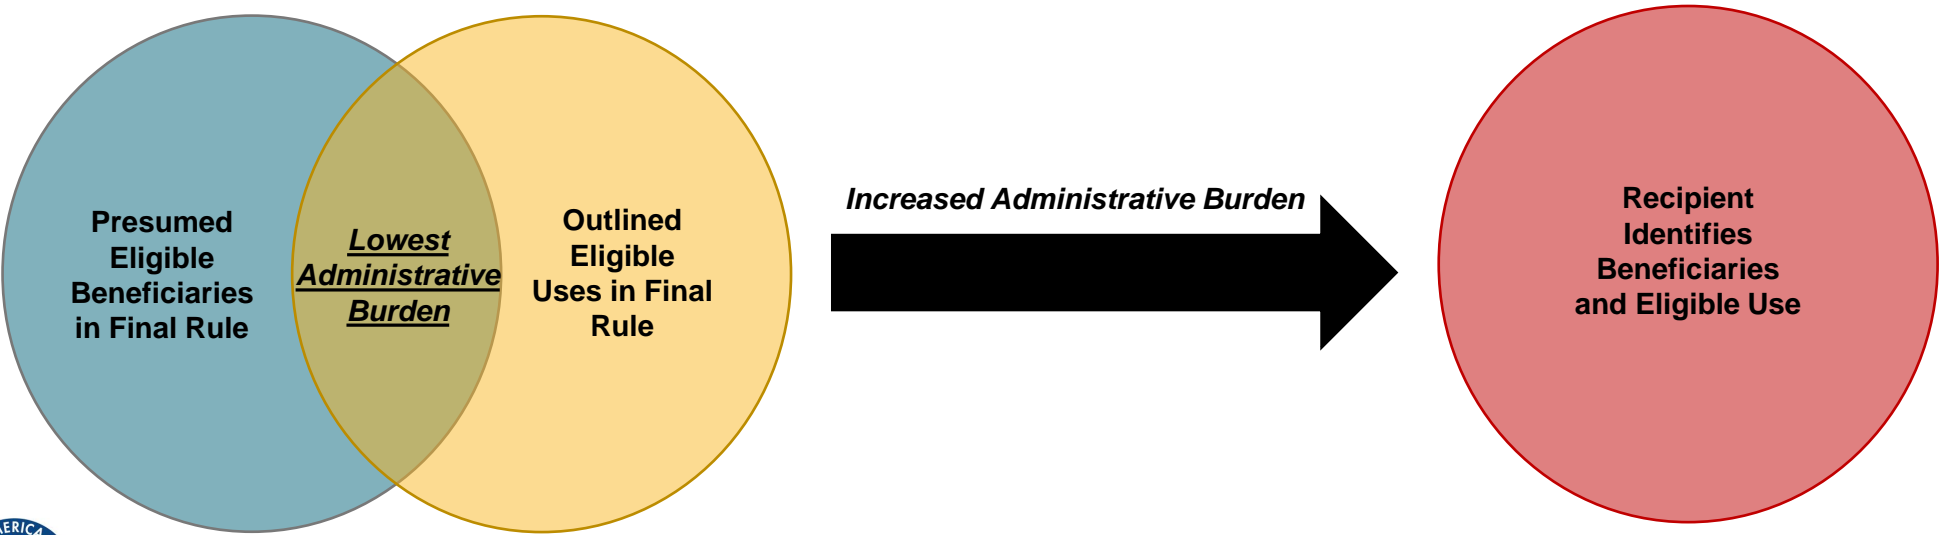 Presumed
Eligible
Beneficiaries
in Final Rule
Lowest
Administrative
Burden
Outlined
Eligible
Uses in Final
Rule
Increased Administrative Burden
Recipient
Identifies
Beneficiaries
and Eligible Use